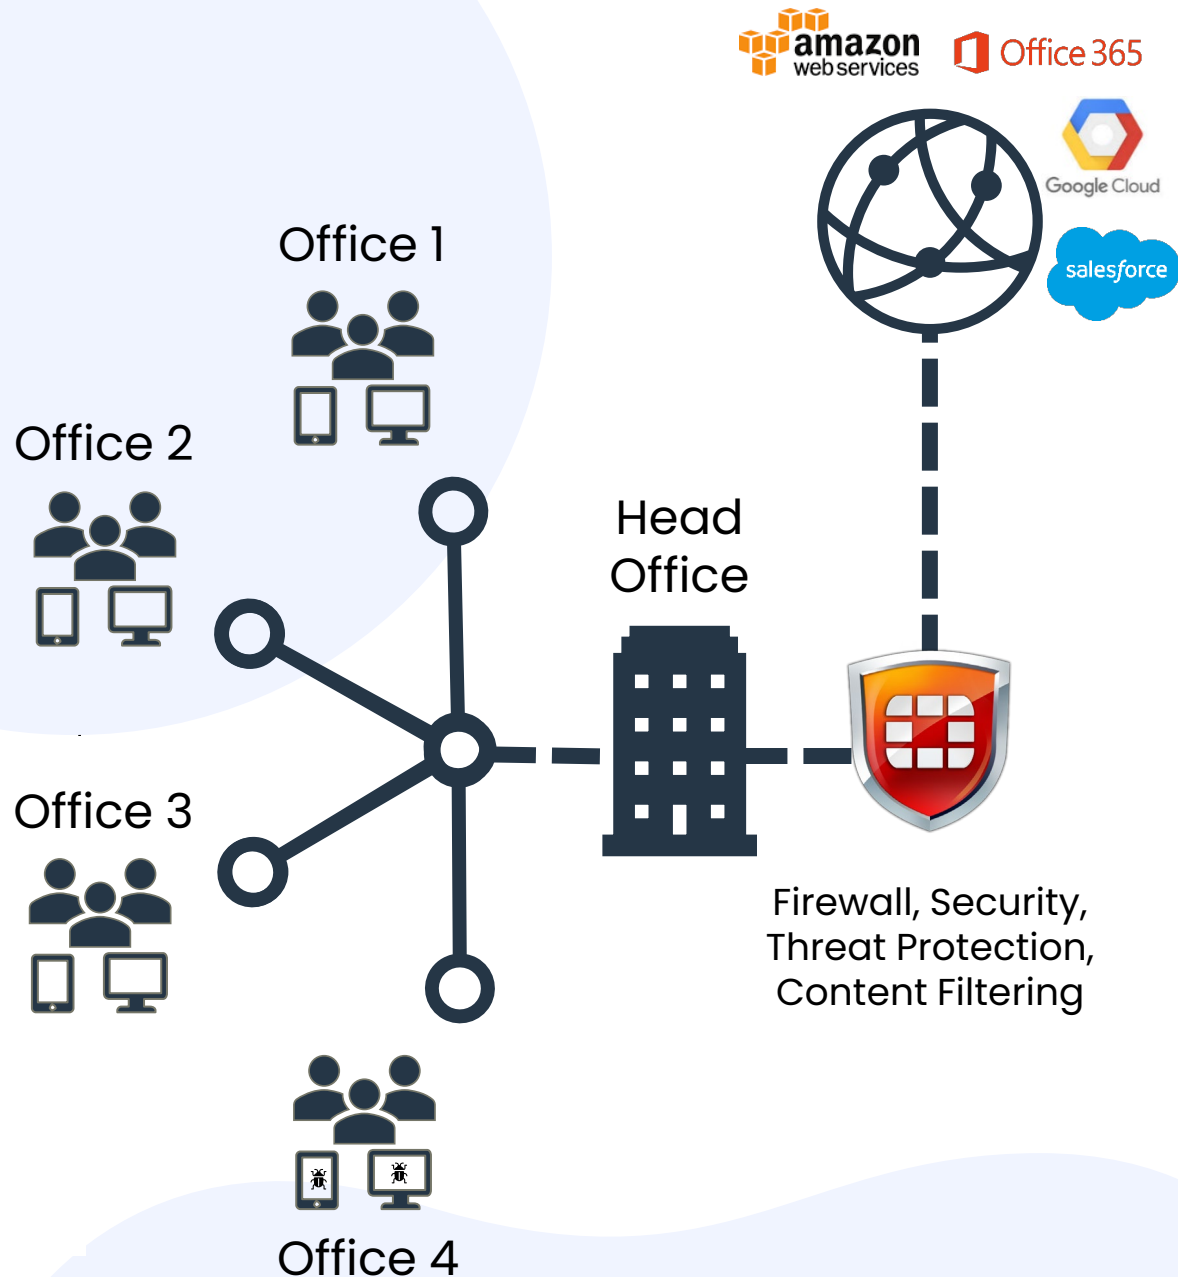 amazon
web services
Office 365
Google Cloud
salesforce
Office 1
Office 2
Head
Office
Office 3
Firewall, Security,
Threat Protection,
Content Filtering
Office 4